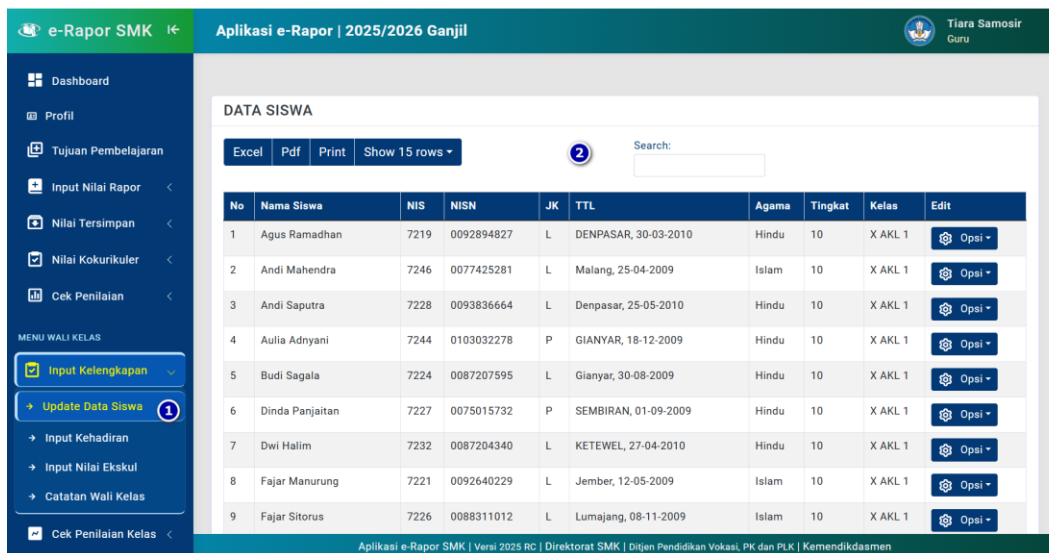 e-Rapor SMK
Aplikasi e-Rapor | 2025/2026 Ganjil
Tiara Samosir
Guru
Dashboard
Profil
Tujuan Pembelajaran
Input Nilai Rapor
Nilai Tersimpan
Nilai Kokurikuler
Cek Penilaian
MENU WALI KELAS
Input Kelengkapan
Update Data Siswa 1
Input Kehadiran
Input Nilai Ekskul
Catatan Wali Kelas
Cek Penilaian Kelas
DATA SISWA
Excel Pdf Print Show 15 rows
2
Search:
No Nama Siswa NIS NISN JK TTL Agama Tingkat Kelas Edit
1 Agus Ramadhan 7219 0092894827 L DENPASAR, 30-03-2010 Hindu 10 X AKL 1 Opsi
2 Andi Mahendra 7246 0077425281 L Malang, 25-04-2009 Islam 10 X AKL 1 Opsi
3 Andi Saputra 7228 0093836664 L Denpasar, 25-05-2010 Hindu 10 X AKL 1 Opsi
4 Aulia Adnyani 7244 0103032278 P GIANYAR, 18-12-2009 Hindu 10 X AKL 1 Opsi
5 Budi Sagala 7224 0087207595 L Gianyar, 30-08-2009 Hindu 10 X AKL 1 Opsi
6 Dinda Panjaitan 7227 0075015732 P SEMBIRAN, 01-09-2009 Hindu 10 X AKL 1 Opsi
7 Dwi Halim 7232 0087204340 L KETEWEL, 27-04-2010 Hindu 10 X AKL 1 Opsi
8 Fajar Manurung 7221 0092640229 L Jember, 12-05-2009 Islam 10 X AKL 1 Opsi
9 Fajar Sitorus 7226 0088311012 L Lumajang, 08-11-2009 Islam 10 X AKL 1 Opsi
Aplikasi e-Rapor SMK | Versi 2025 RC | Direktorat SMK | Ditjen Pendidikan Vokasi, PK dan PLK | Kemendikdasmen